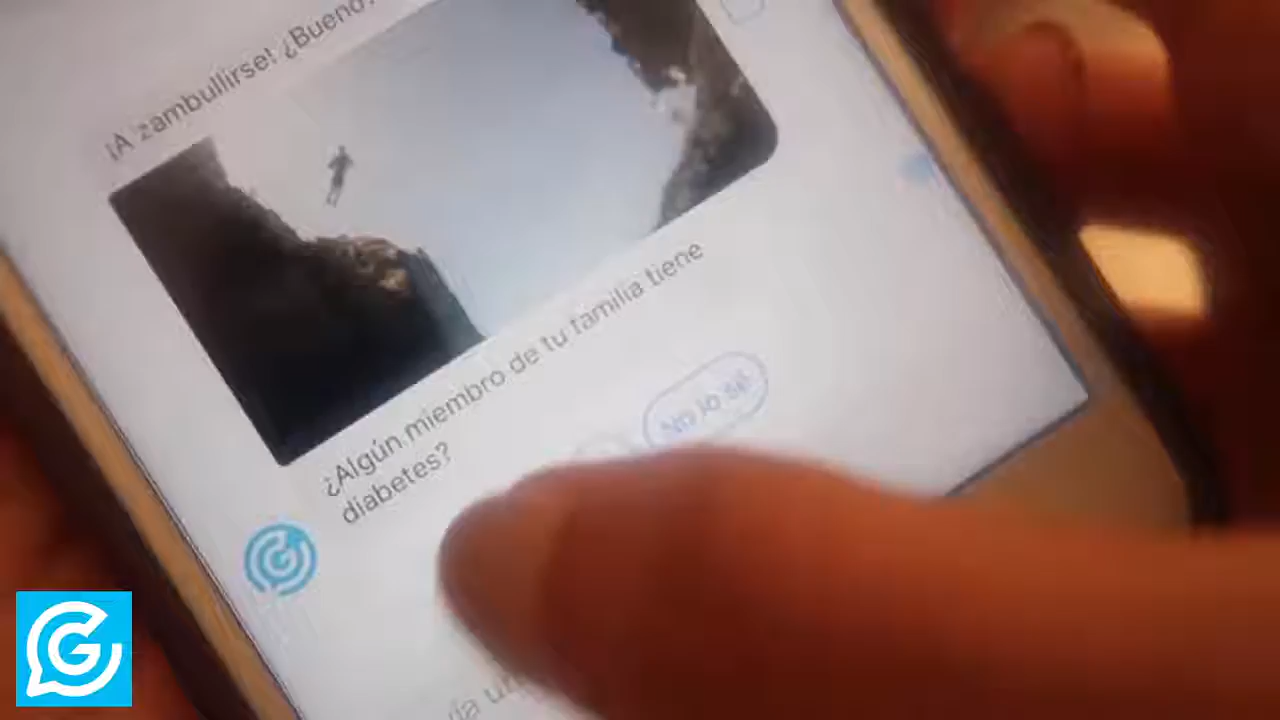 ¡A zambullirse! ¿Bueno,
¿Algún miembro de tu familia tiene
diabetes?
No lo sé